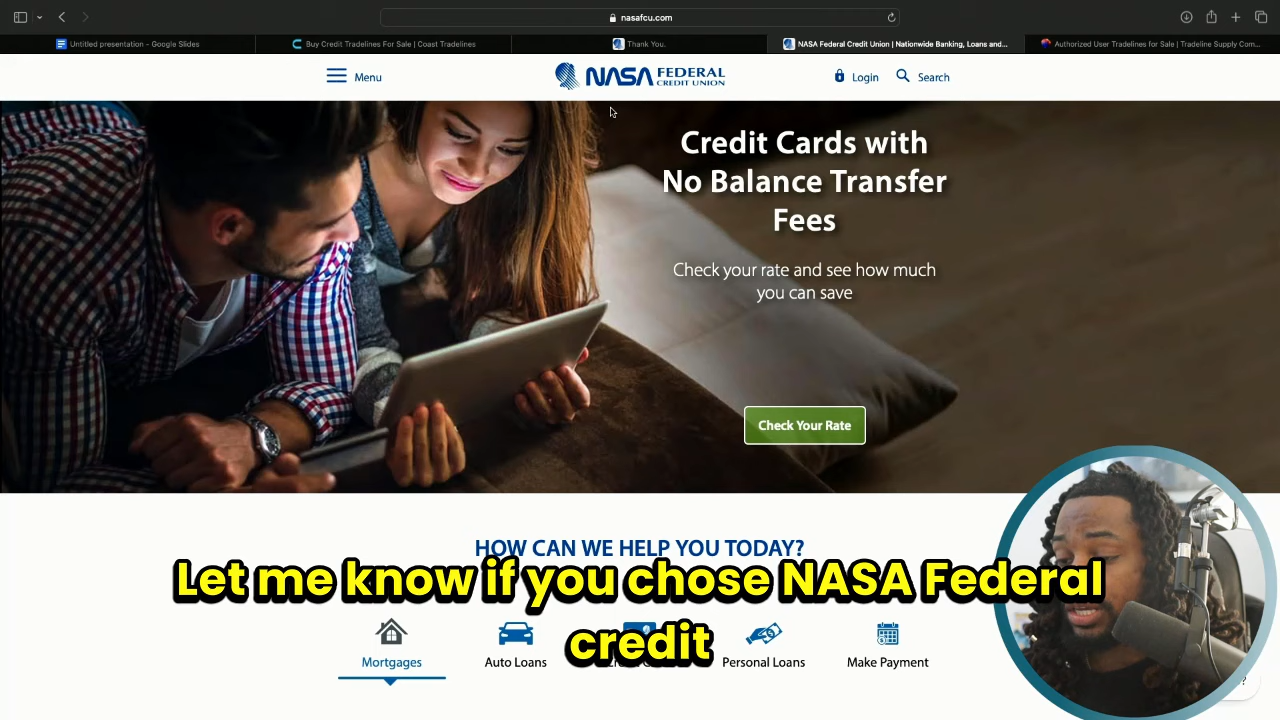 nasafcu.com
Untitled presentation - Google Slides
Buy Credit Tradelines For Sale | Coast Tradelines
Thank You.
NASA Federal Credit Union | Nationwide Banking, Loans and...
Authorized User Tradelines for Sale | Tradeline Supply Com...
Menu
NASA FEDERAL
CREDIT UNION
Login
Search
Credit Cards with
No Balance Transfer
Fees
Check your rate and see how much
you can save
Check Your Rate
HOW CAN WE HELP YOU TODAY?
Let me know if you chose NASA Federal
credit
Mortgages
Auto Loans
Personal Loans
Make Payment
?